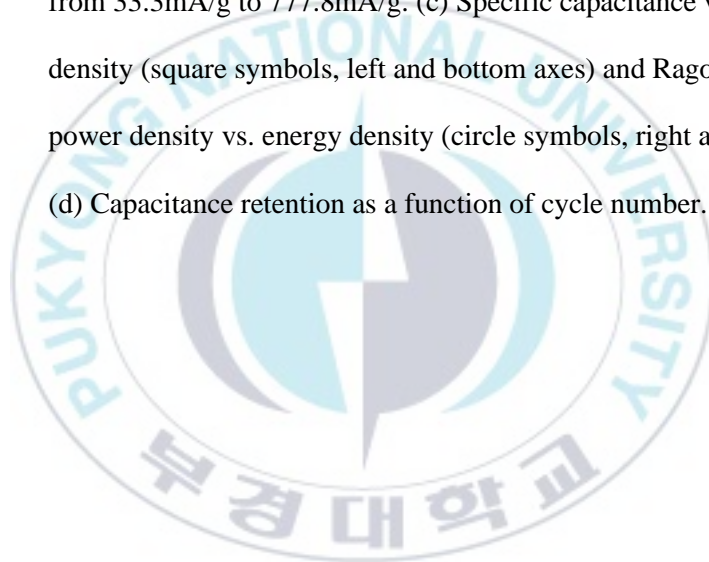 from 33.3mA/g to 777.8mA/g. (c) Specific capacitance
density (square symbols, left and bottom axes) and
power density vs. energy density (circle symbols, right
(d) Capacitance retention as a function of cycle number.
PUKYONG NATIONAL UNIVERSITY
부경대학교